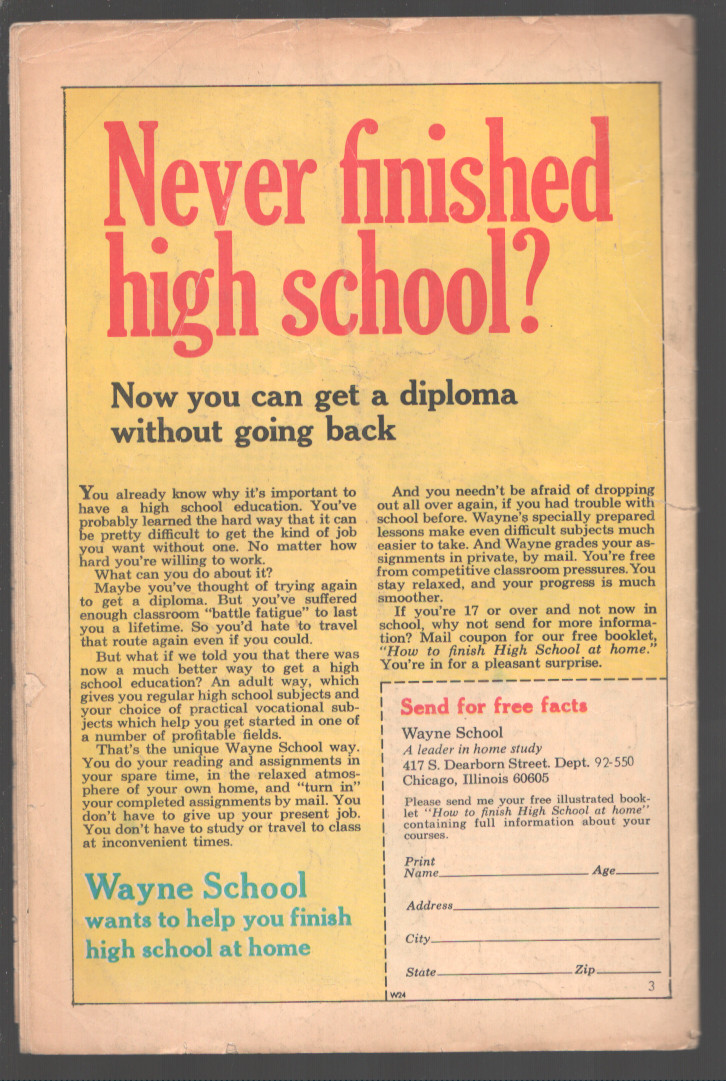 Never finished
high school?
Now you can get a diploma
without going back
You already know why it's important to
have a high school education. You've
probably learned the hard way that it can
be pretty difficult to get the kind of job
you want without one. No matter how
hard you're willing to work.
What can you do about it?
Maybe you've thought of trying again
to get a diploma. But you've suffered
enough classroom "battle fatigue" to last
you a lifetime. So you'd hate to travel
that route again even if you could.
But what if we told you that there was
now a much better way to get a high
school education? An adult way, which
gives you regular high school subjects and
your choice of practical vocational sub-
jects which help you get started in one of
a number of profitable fields.
That's the unique Wayne School way.
You do your reading and assignments in
your spare time, in the relaxed atmos-
phere of your own home, and "turn in"
your completed assignments by mail. You
don't have to give up your present job.
You don't have to study or travel to class
at inconvenient times.
Wayne School
wants to help you finish
high school at home
And you needn't be afraid of dropping
out all over again, if you had trouble with
school before. Wayne's specially prepared
lessons make even difficult subjects much
easier to take. And Wayne grades your as-
signments in private, by mail. You're free
from competitive classroom pressures. You
stay relaxed, and your progress is much
smoother.
If you're 17 or over and not now in
school, why not send for more informa-
tion? Mail coupon for our free booklet,
"How to finish High School at home."
You're in for a pleasant surprise.
Send for free facts
Wayne School
A leader in home study
417 S. Dearborn Street. Dept. 92-550
Chicago, Illinois 60605
Please send me your free illustrated book-
let "How to finish High School at home"
containing full information about your
courses.
Print
Name Age
Address
City
State Zip
3
W24